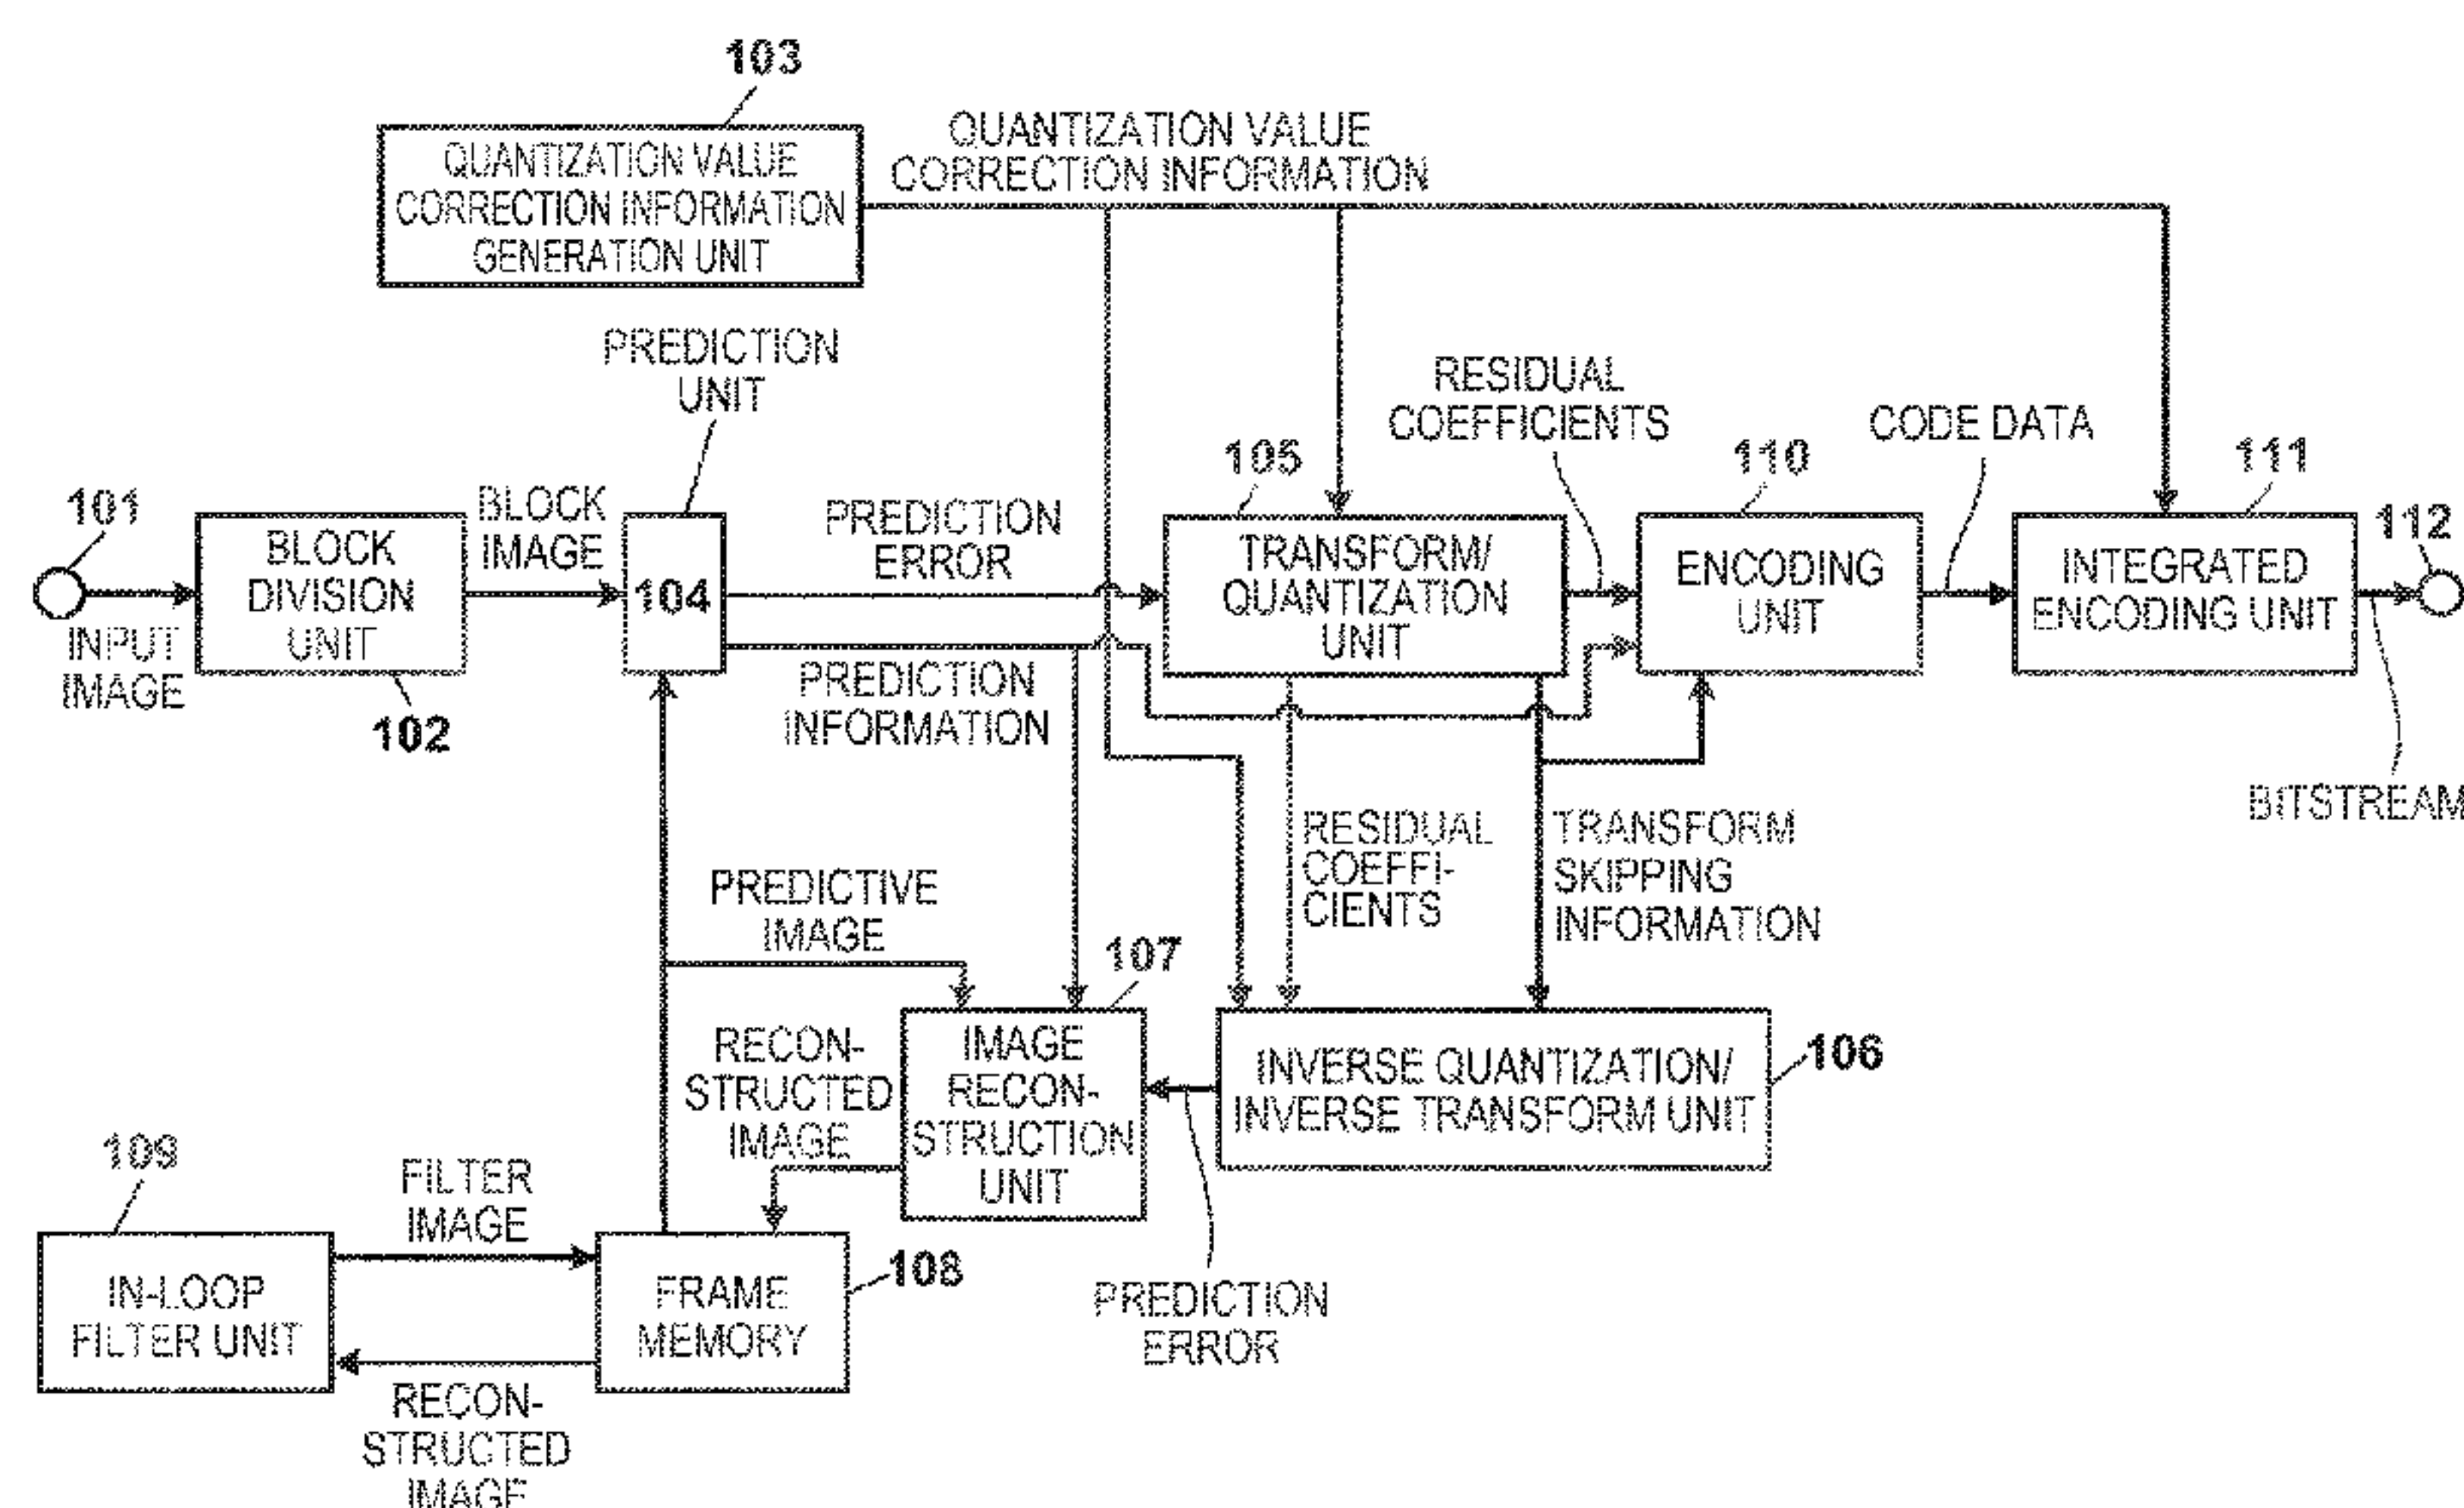 103
QUANTIZATION VALUE
CORRECTION INFORMATION
GENERATION UNIT
QUANTIZATION VALUE
CORRECTION INFORMATION
PREDICTION
UNIT
RESIDUAL
COEFFICIENTS
CODE DATA
101
INPUT
IMAGE
BLOCK
DIVISION
UNIT
102
BLOCK
IMAGE
104
PREDICTION
ERROR
PREDICTION
INFORMATION
105
TRANSFORM/
QUANTIZATION
UNIT
110
ENCODING
UNIT
111
INTEGRATED
ENCODING UNIT
112
BITSTREAM
RESIDUAL
COEFFI-
CIENTS
TRANSFORM
SKIPPING
INFORMATION
PREDICTIVE
IMAGE
107
IMAGE
RECON-
STRUCTION
UNIT
INVERSE QUANTIZATION/
INVERSE TRANSFORM UNIT
106
RECON-
STRUCTED
IMAGE
109
IN-LOOP
FILTER UNIT
FILTER
IMAGE
FRAME
MEMORY
108
PREDICTION
ERROR
RECON-
STRUCTED
IMAGE